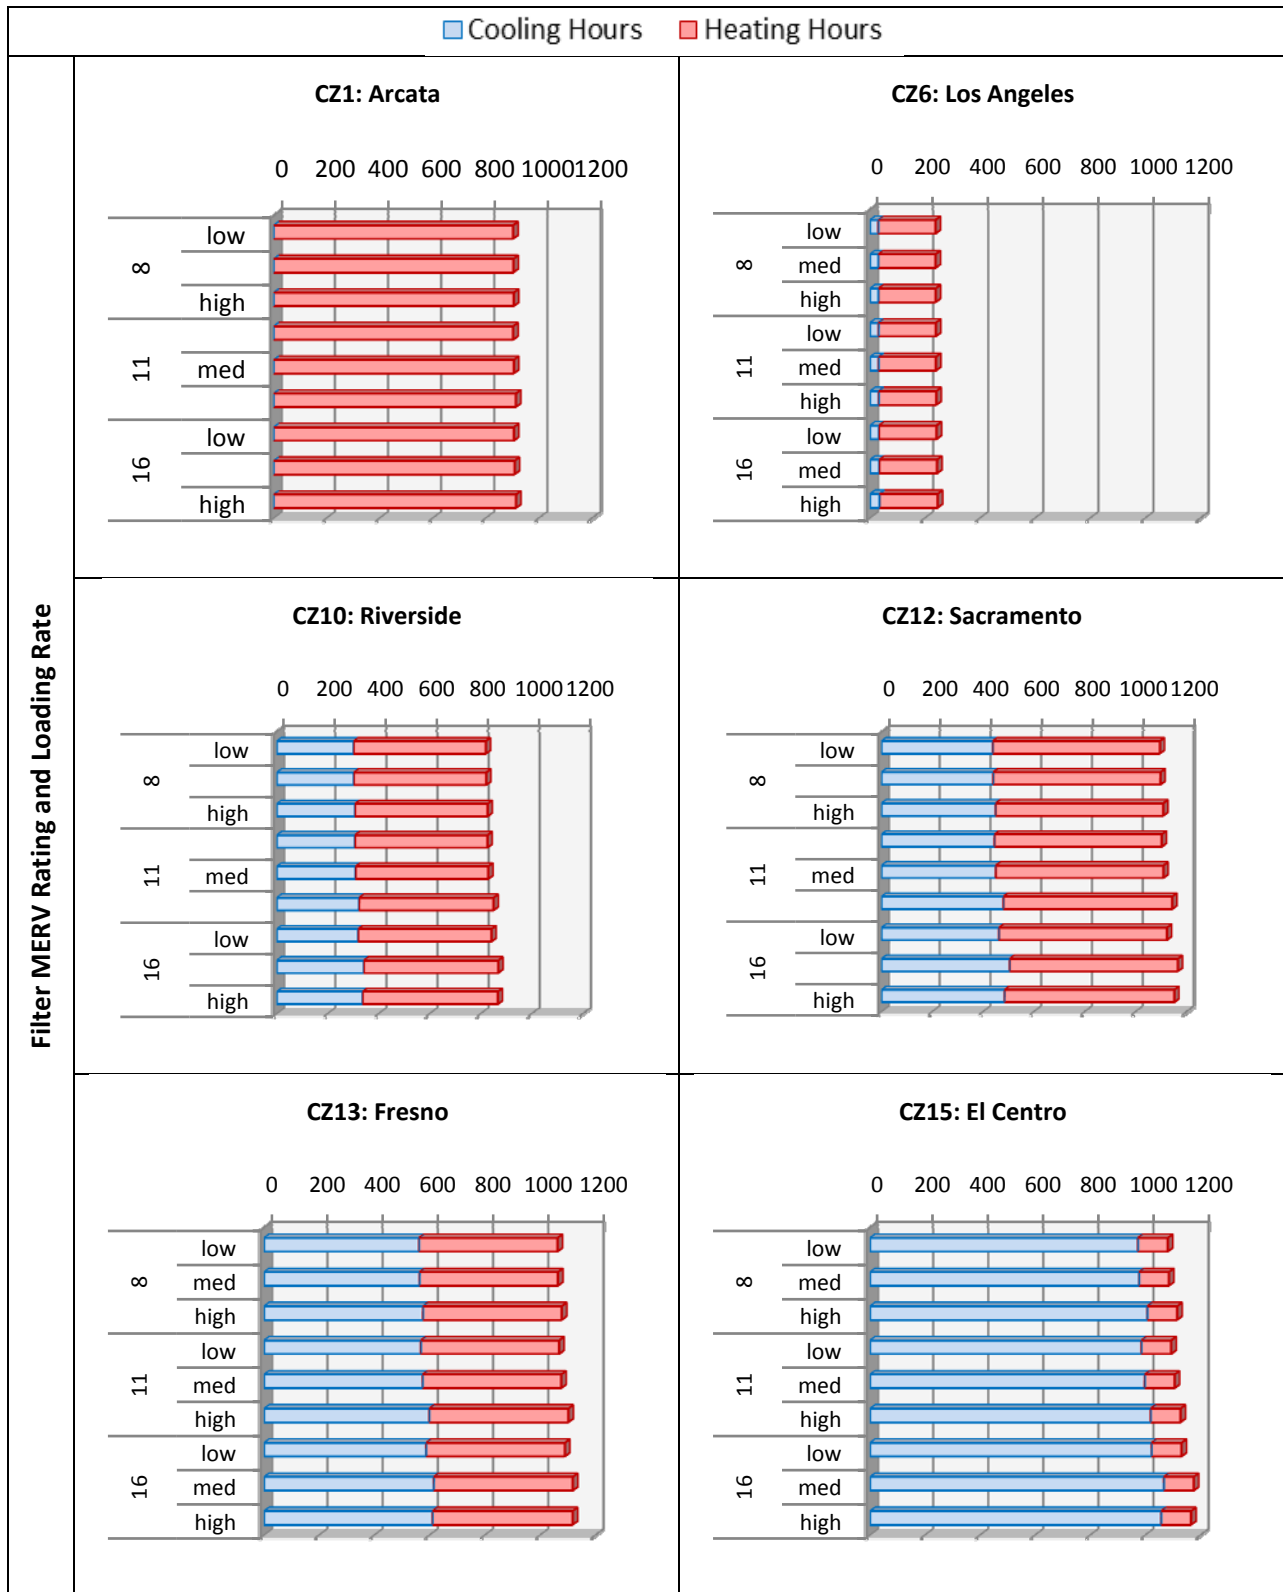 Cooling Hours Heating Hours
Filter MERV Rating and Loading Rate
CZ1: Arcata
0 200 400 600 800 1000 1200
8
low
high
11
med
16
low
high
CZ6: Los Angeles
0 200 400 600 800 1000 1200
8
low
med
high
11
low
med
high
16
low
med
high
CZ10: Riverside
0 200 400 600 800 1000 1200
8
low
high
11
med
16
low
high
CZ12: Sacramento
0 200 400 600 800 1000 1200
8
low
high
11
med
16
low
high
CZ13: Fresno
0 200 400 600 800 1000 1200
8
low
med
high
11
low
med
high
16
low
med
high
CZ15: El Centro
0 200 400 600 800 1000 1200
8
low
med
high
11
low
med
high
16
low
med
high